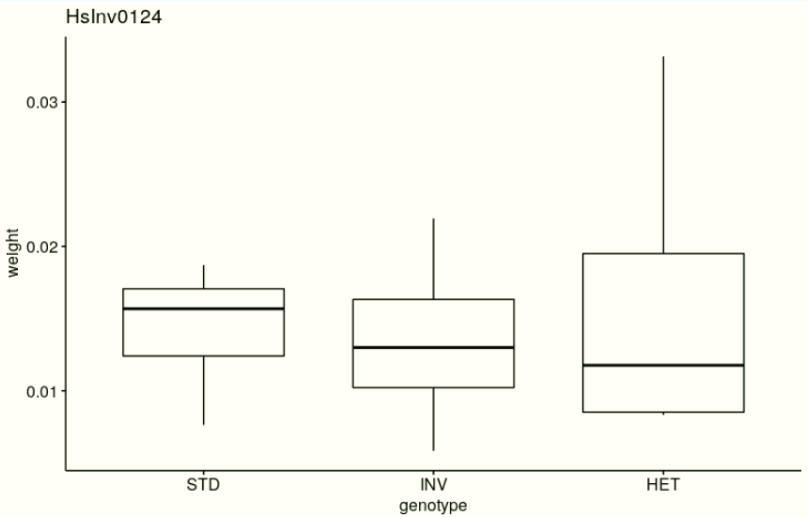 HsInv0124
0.03
0.02
0.01
weight
STD INV HET
genotype